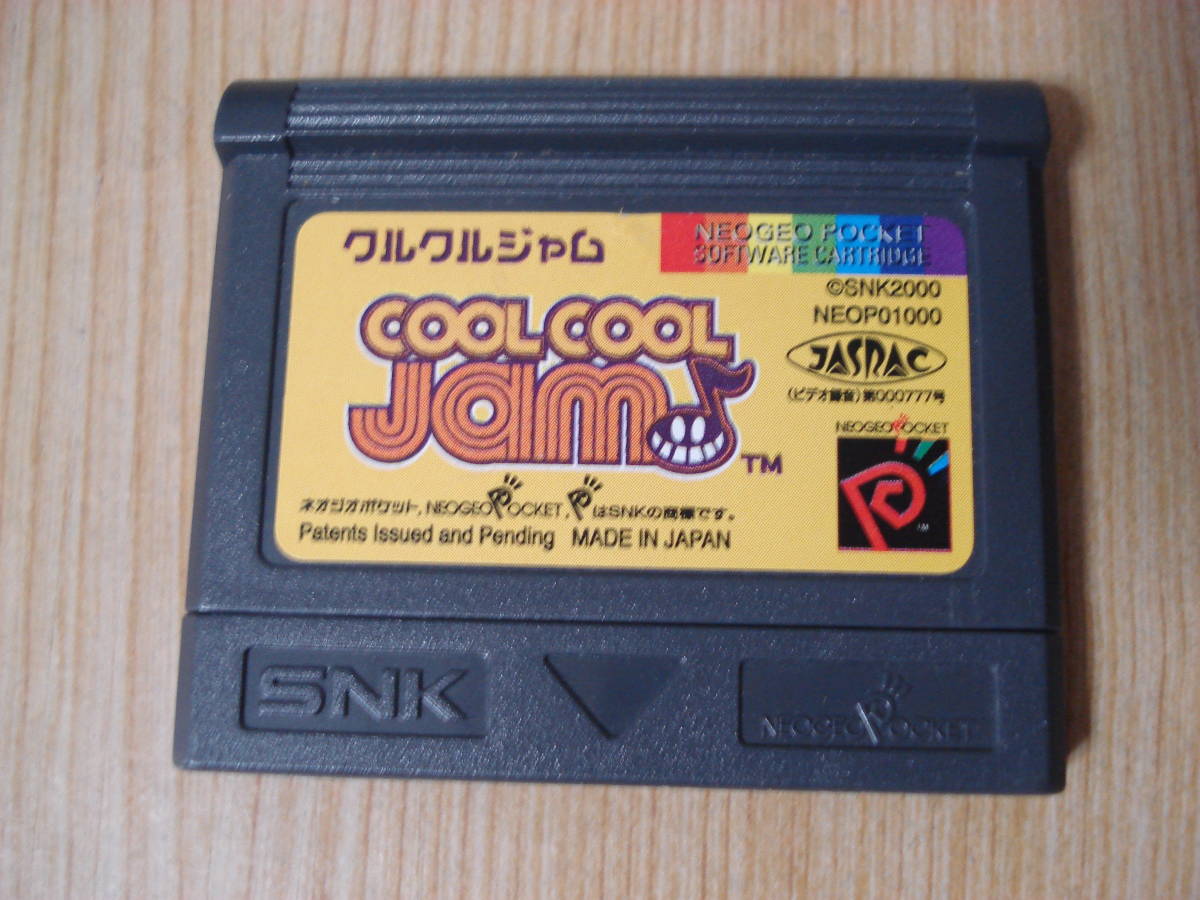 クルクルジャム
NEOGEO POCKET
SOFTWARE CARTRIDGE
©SNK2000
NEOP01000
COOL COOL
Jam
TM
JASRAC
(ビデオ録音)第000777号
NEOGEO POCKET
TM
ネオジオポケット, NEOGEO POCKET, P はSNKの商標です。
Patents Issued and Pending MADE IN JAPAN
SNK
NEOGEO POCKET